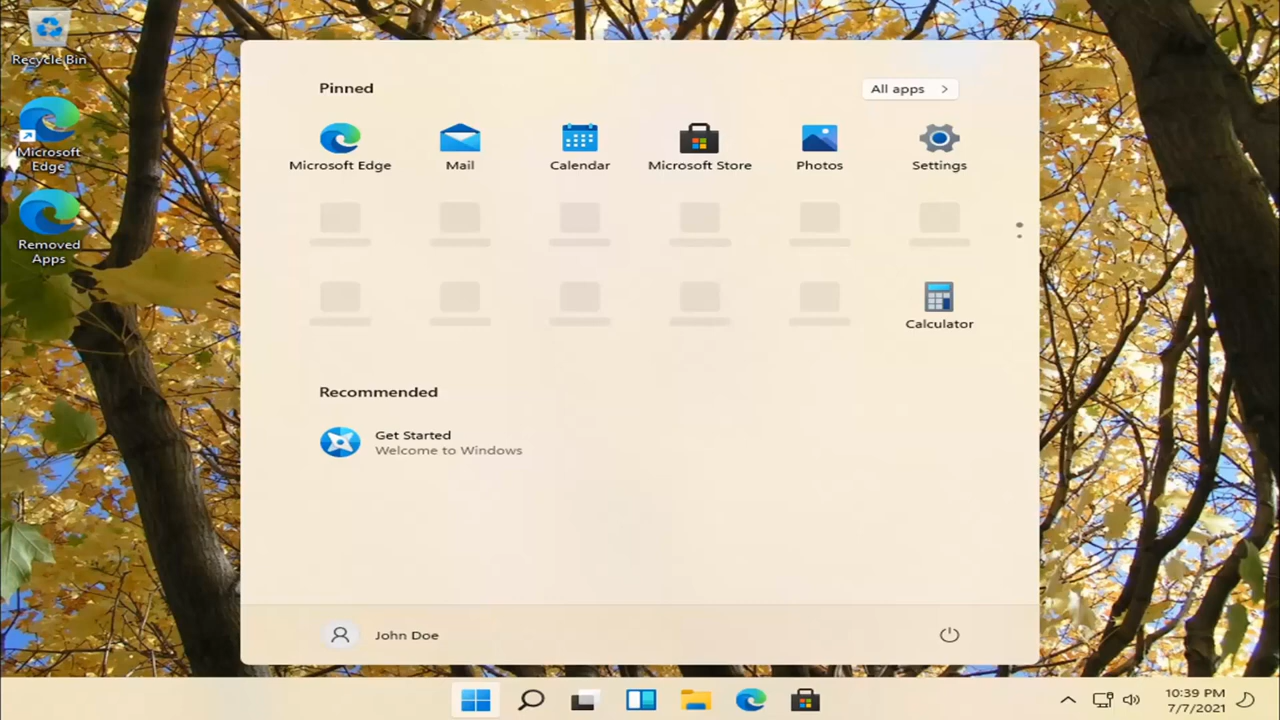 Recycle Bin
Microsoft
Edge
Removed
Apps
Pinned
All apps
Microsoft Edge
Mail
Calendar
Microsoft Store
Photos
Settings
Calculator
Recommended
Get Started
Welcome to Windows
John Doe
10:39 PM
7/7/2021